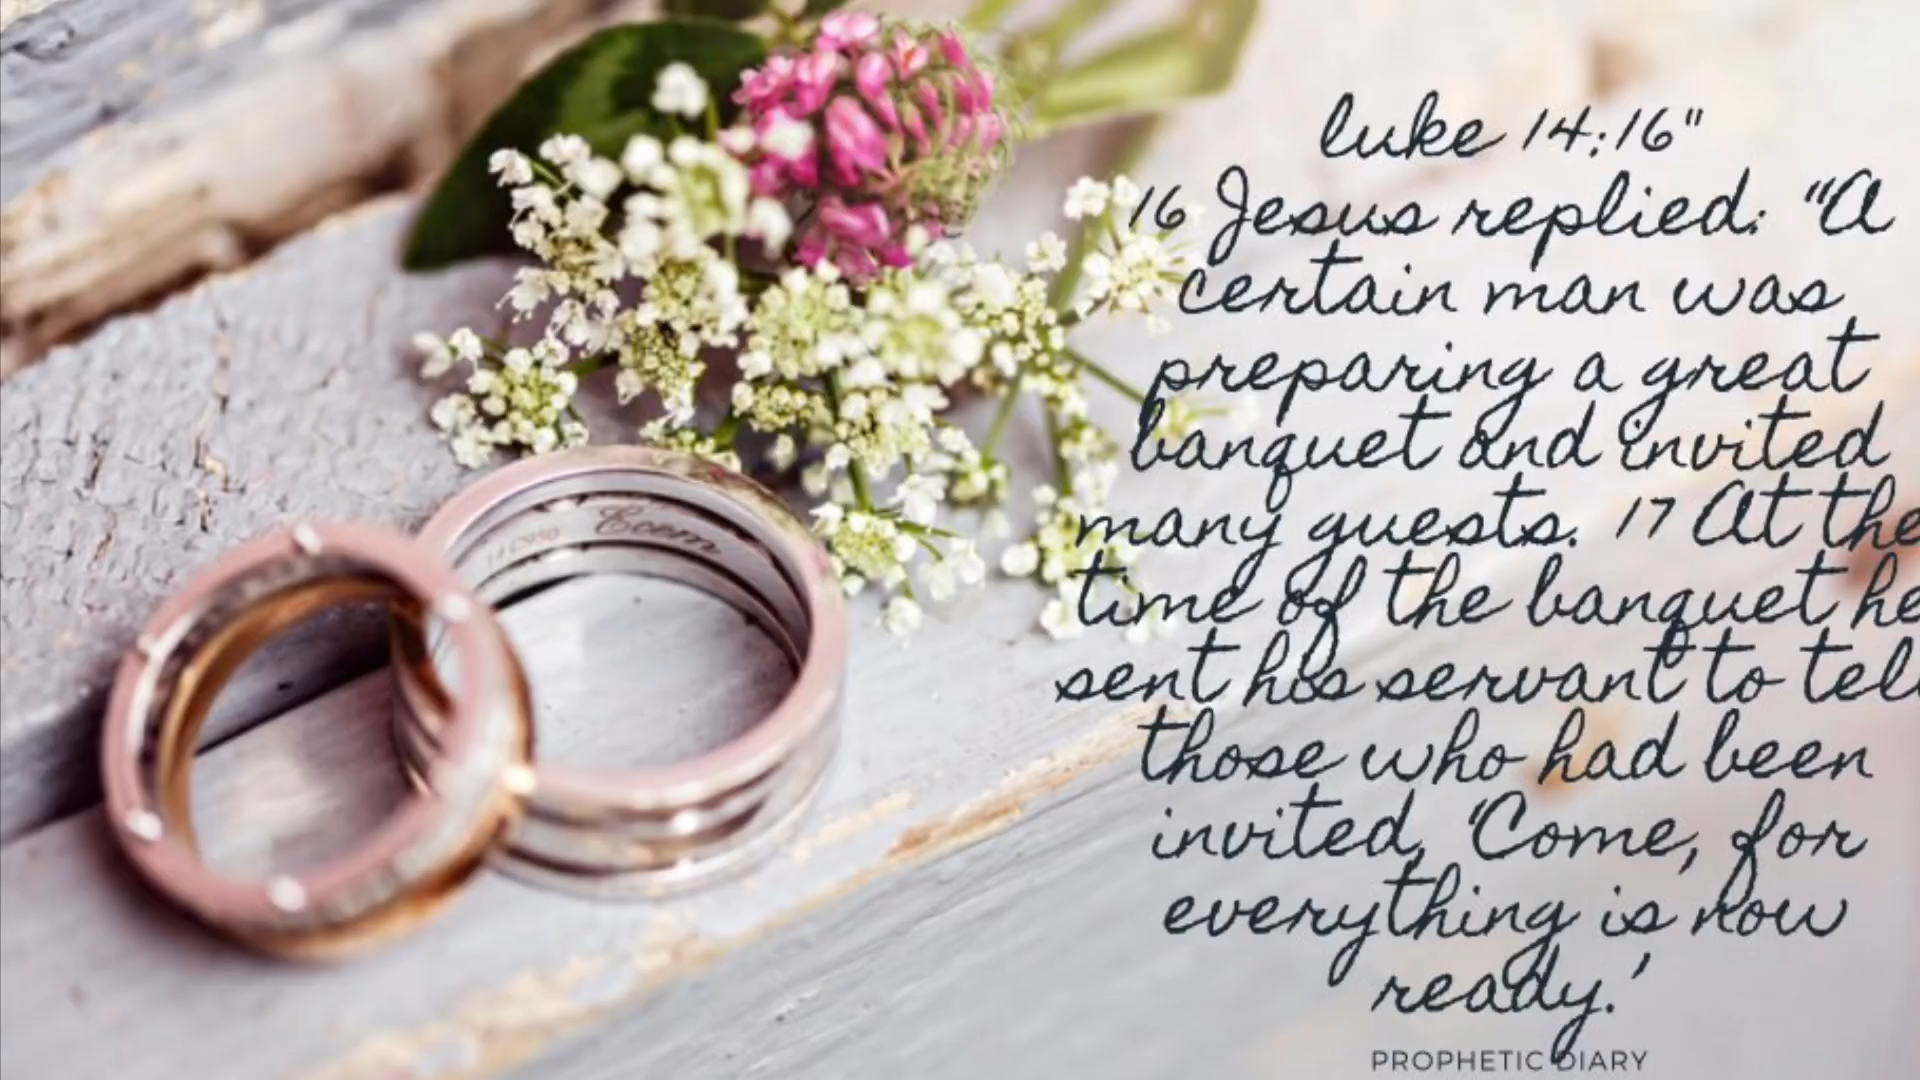 luke 14:16"
16 Jesus replied: "A
certain man was
preparing a great
banquet and invited
many guests. 17 At the
time of the banquet he
sent his servant to tell
those who had been
invited, 'Come, for
everything is now
ready.'
PROPHETIC DIARY
Ecem